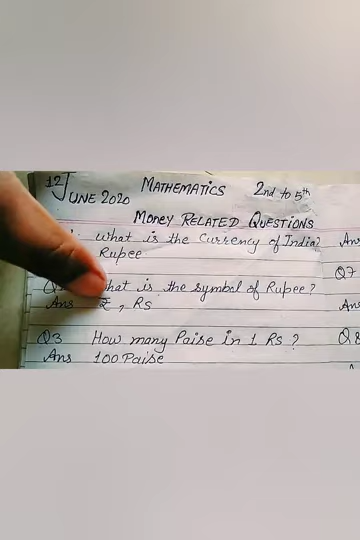 12 JUNE 2020 MATHEMATICS 2nd to 5th
MONEY RELATED QUESTIONS
What is the Currency of India?
Rupee
What is the symbol of Rupee?
Ans ₹, Rs
Q3 How many Paise in 1 Rs ?
Ans 100 Paise
Ans
Q7
Ans
Q8